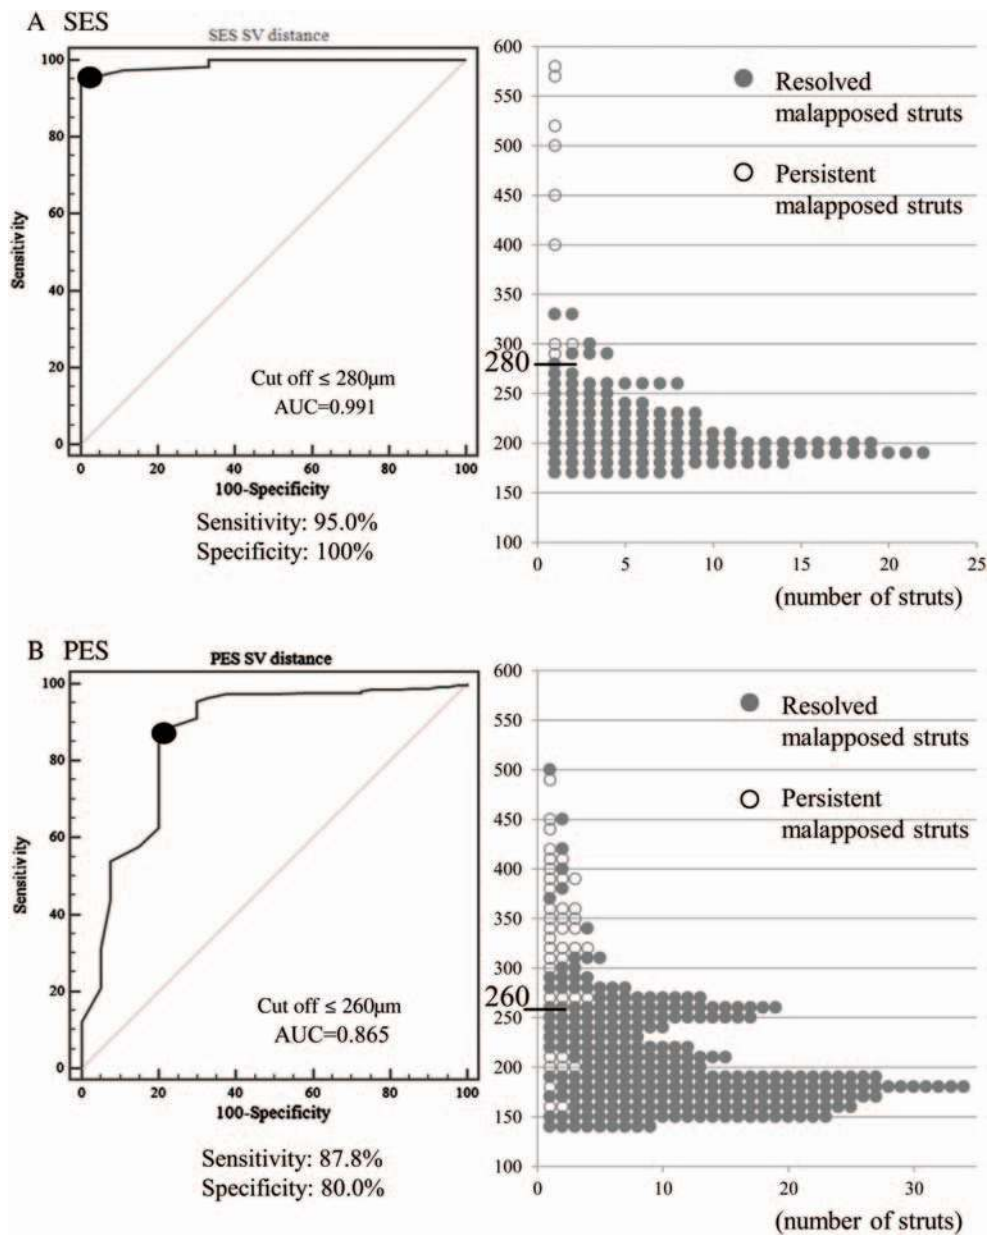 A SES
SES SV distance
100
80
60
40
20
0
Sensitivity
0 20 40 60 80 100
100-Specificity
Cut off ≤ 280μm
AUC=0.991
Sensitivity: 95.0%
Specificity: 100%
600
550
500
450
400
350
300
280
250
200
150
100
Resolved
malapposed struts
Persistent
malapposed struts
0 5 10 15 20 25
(number of struts)
B PES
PES SV distance
100
80
60
40
20
0
Sensitivity
0 20 40 60 80 100
100-Specificity
Cut off ≤ 260μm
AUC=0.865
Sensitivity: 87.8%
Specificity: 80.0%
600
550
500
450
400
350
300
260
250
200
150
100
Resolved
malapposed struts
Persistent
malapposed struts
0 10 20 30
(number of struts)